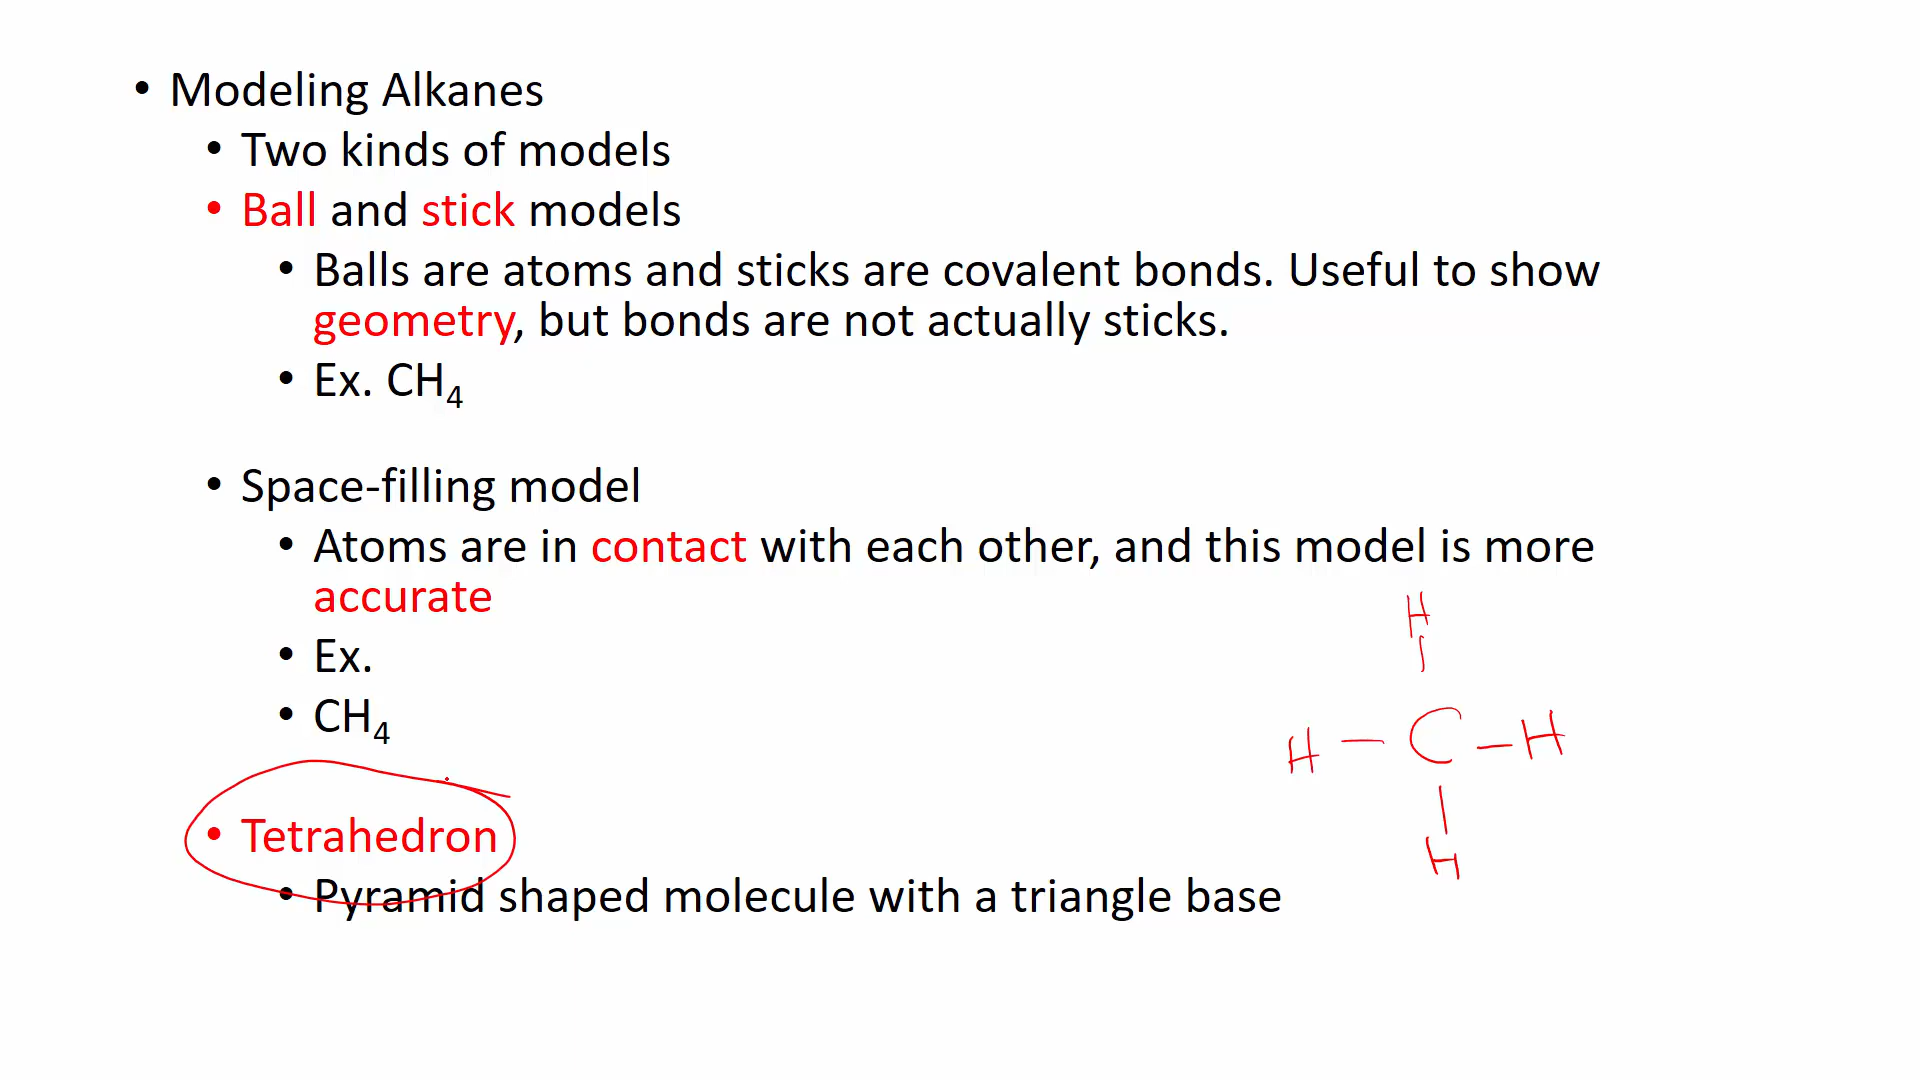 • Modeling Alkanes
• Two kinds of models
• Ball and stick models
• Balls are atoms and sticks are covalent bonds. Useful to show
geometry, but bonds are not actually sticks.
• Ex. CH₄
• Space-filling model
• Atoms are in contact with each other, and this model is more
accurate
• Ex.
• CH₄
• Tetrahedron
• Pyramid shaped molecule with a triangle base
H
H – C – H
H